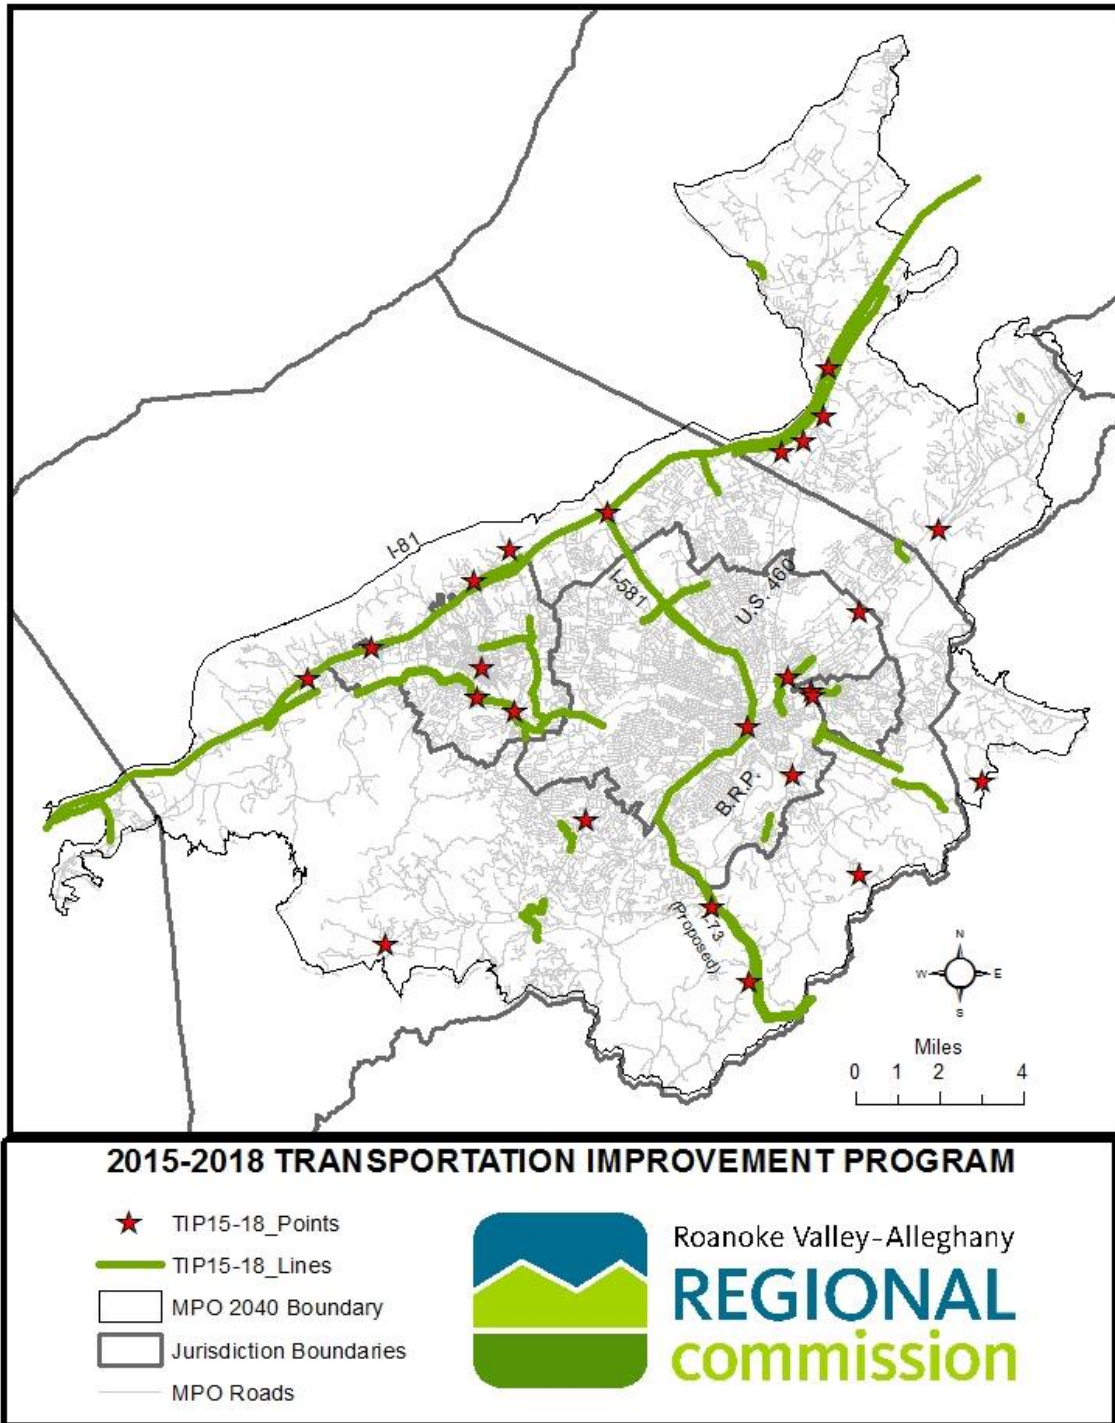 I-81
I-581
U.S. 460
B.R.P.
I-73
(Proposed)
N
W E
S
Miles
0 1 2 4
2015-2018 TRANSPORTATION IMPROVEMENT PROGRAM
TIP15-18_Points
TIP15-18_Lines
MPO 2040 Boundary
Jurisdiction Boundaries
MPO Roads
Roanoke Valley-Alleghany
REGIONAL
commission